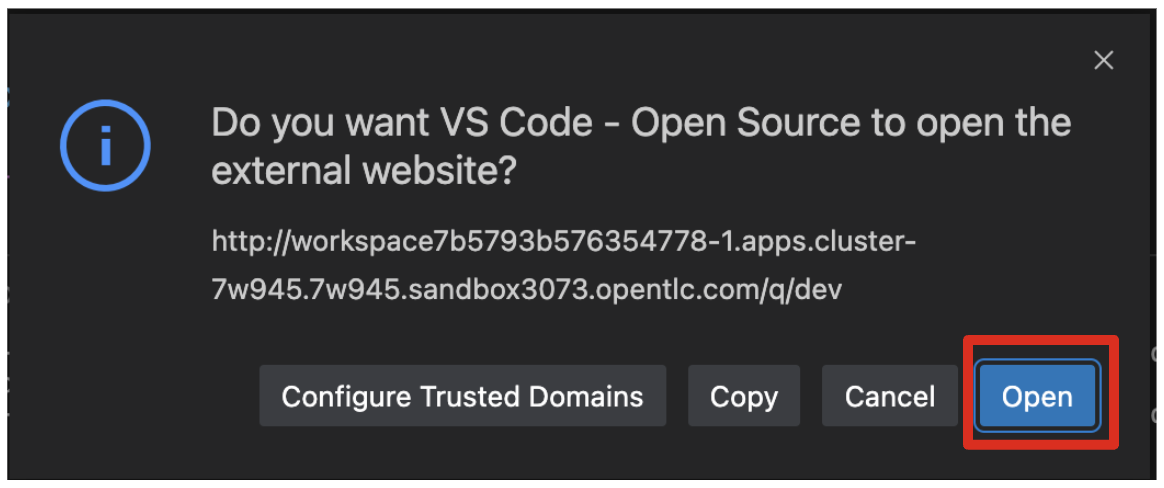 Do you want VS Code - Open Source to open the
external website?
http://workspace7b5793b576354778-1.apps.cluster-
7w945.7w945.sandbox3073.opentlc.com/q/dev
Configure Trusted Domains Copy Cancel Open